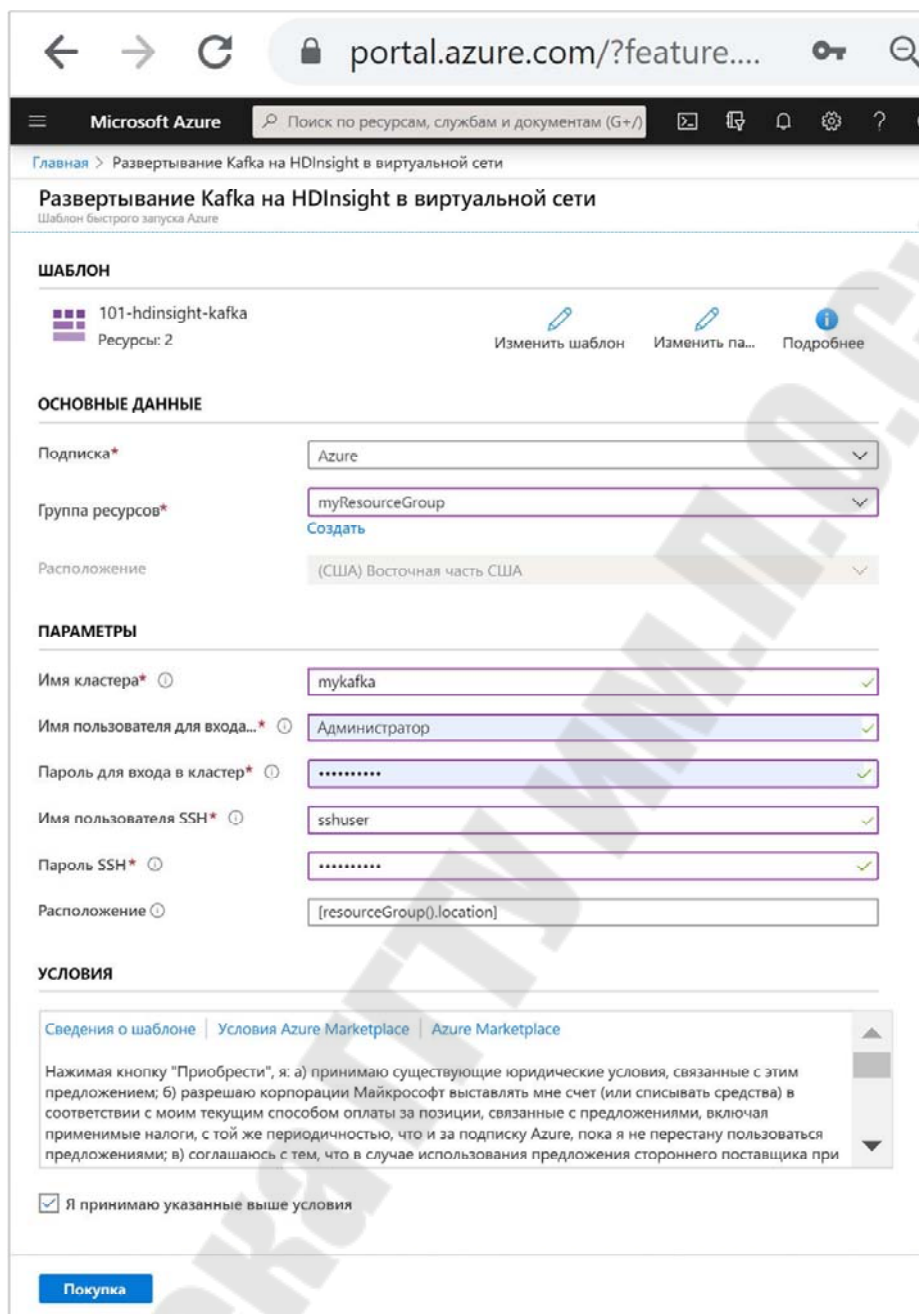 portal.azure.com/?feature....
Microsoft Azure
Поиск по ресурсам, службам и документам (G+/)
?
Главная > Развертывание Kafka на HDInsight в виртуальной сети
Развертывание Kafka на HDInsight в виртуальной сети
Шаблон быстрого запуска Azure
ШАБЛОН
101-hdinsight-kafka
Ресурсы: 2
Изменить шаблон
Изменить па...
Подробнее
ОСНОВНЫЕ ДАННЫЕ
Подписка*
Azure
Группа ресурсов*
myResourceGroup
Создать
Расположение
(США) Восточная часть США
ПАРАМЕТРЫ
Имя кластера*
mykafka
Имя пользователя для входа...*
Администратор
Пароль для входа в кластер*
••••••••••
Имя пользователя SSH*
sshuser
Пароль SSH*
••••••••••
Расположение
[resourceGroup().location]
УСЛОВИЯ
Сведения о шаблоне | Условия Azure Marketplace | Azure Marketplace
Нажимая кнопку "Приобрести", я: а) принимаю существующие юридические условия, связанные с этим
предложением; б) разрешаю корпорации Майкрософт выставлять мне счет (или списывать средства) в
соответствии с моим текущим способом оплаты за позиции, связанные с предложениями, включая
применимые налоги, с той же периодичностью, что и за подписку Azure, пока я не перестану пользоваться
предложениями; в) соглашаюсь с тем, что в случае использования предложения стороннего поставщика при
Я принимаю указанные выше условия
Покупка
ГГТУ ИМ.П.О.